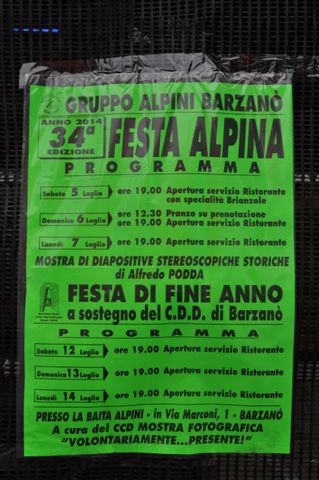 GRUPPO ALPINI BARZANÒ
ANNO 2014
34ª
EDIZIONE
FESTA ALPINA
PROGRAMMA
Sabato 5 Luglio ore 19.00 Apertura servizio Ristorante
con specialità Brianzole
Domenica 6 Luglio ore 12.30 Pranzo su prenotazione
ore 19.00 Apertura servizio Ristorante
Lunedì 7 Luglio ore 19.00 Apertura servizio Ristorante
MOSTRA DI DIAPOSITIVE STEREOSCOPICHE STORICHE
di Alfredo PODDA
FESTA DI FINE ANNO
a sostegno del C.D.D. di Barzanò
PROGRAMMA
Sabato 12 Luglio ore 19.00 Apertura servizio Ristorante
Domenica 13 Luglio ore 19.00 Apertura servizio Ristorante
Lunedì 14 Luglio ore 19.00 Apertura servizio Ristorante
PRESSO LA BAITA ALPINI - in Via Marconi, 1 - BARZANÒ
A cura del CCD MOSTRA FOTOGRAFICA
"VOLONTARIAMENTE...PRESENTE!"